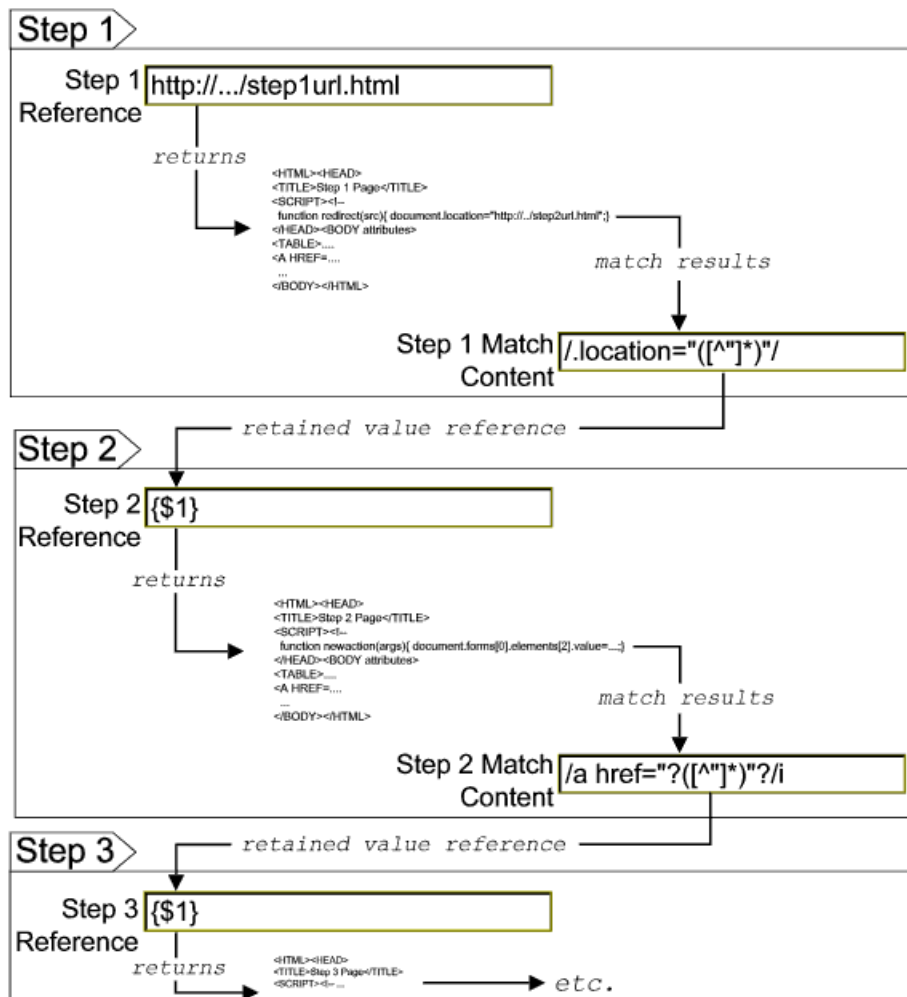 Step 1
Step 1
Reference
http://.../step1url.html
returns
<HTML><HEAD>
<TITLE>Step 1 Page</TITLE>
<SCRIPT><!--
function redirect(src){ document.location="http://../step2url.html";}
</HEAD><BODY attributes>
<TABLE>....
<A HREF=....
...
</BODY></HTML>
match results
Step 1 Match
Content
/.location="([^"]*)"/
retained value reference
Step 2
Step 2
Reference
{$1}
returns
<HTML><HEAD>
<TITLE>Step 2 Page</TITLE>
<SCRIPT><!--
function newaction(args){ document.forms[0].elements[2].value=...;}
</HEAD><BODY attributes>
<TABLE>....
<A HREF=....
...
</BODY></HTML>
match results
Step 2 Match
Content
/a href="?([^"]*)"?/i
retained value reference
Step 3
Step 3
Reference
{$1}
returns
<HTML><HEAD>
<TITLE>Step 3 Page</TITLE>
<SCRIPT><!-- ...
etc.